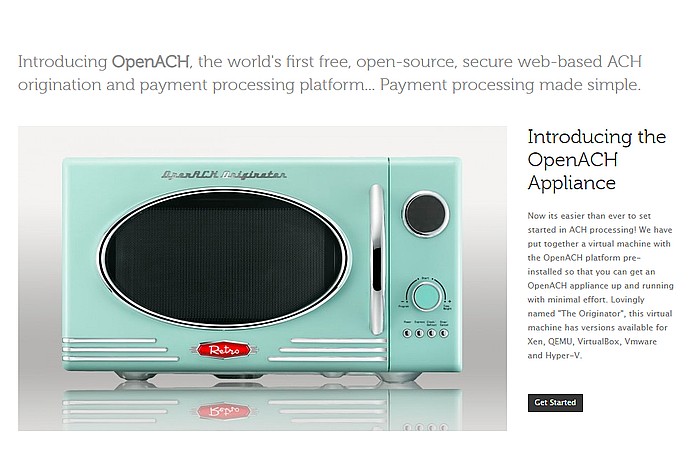 Introducing OpenACH, the world's first free, open-source, secure web-based ACH
origination and payment processing platform... Payment processing made simple.
OpenACH Originator
Retro
Introducing the
OpenACH
Appliance
Now its easier than ever to set
started in ACH processing! We have
put together a virtual machine with
the OpenACH platform pre-
installed so that you can get an
OpenACH appliance up and running
with minimal effort. Lovingly
named "The Originator", this virtual
machine has versions available for
Xen, QEMU, VirtualBox, Vmware
and Hyper-V.
Get Started